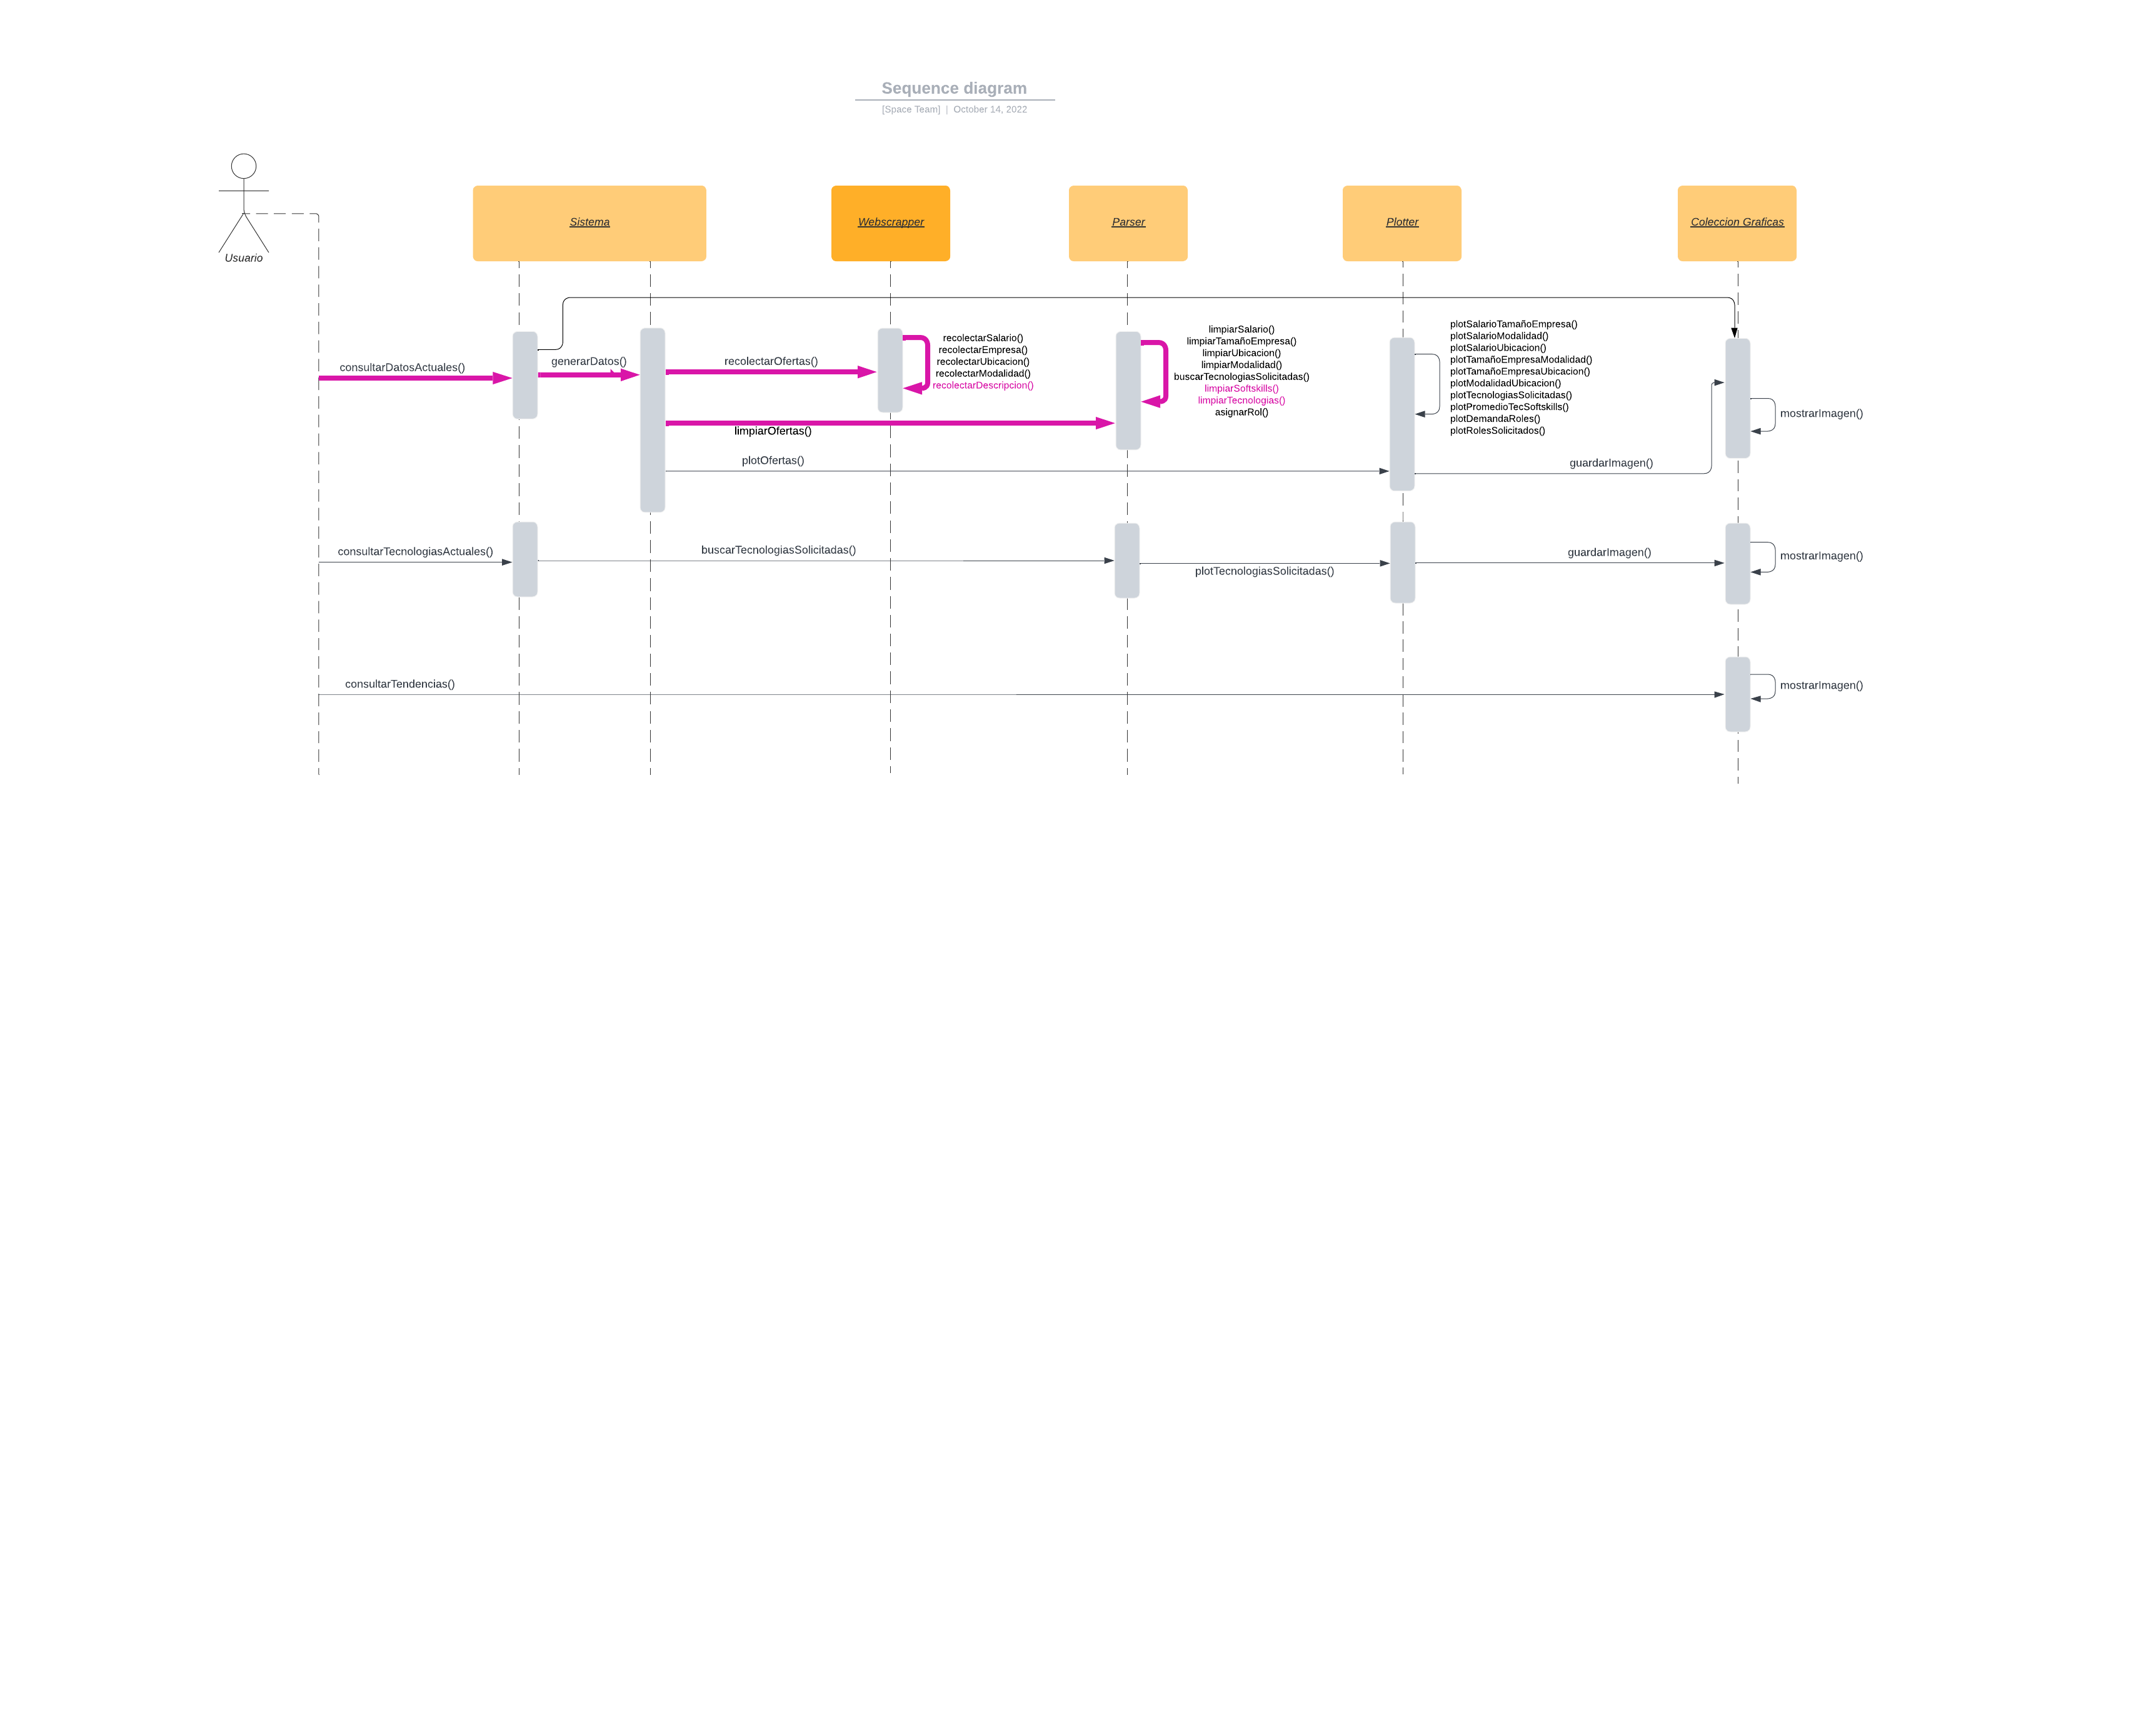 Sequence diagram
[Space Team] | October 14, 2022
Usuario
Sistema
Webscrapper
Parser
Plotter
Coleccion Graficas
consultarDatosActuales()
generarDatos()
recolectarOfertas()
recolectarSalario()
recolectarEmpresa()
recolectarUbicacion()
recolectarModalidad()
recolectarDescripcion()
limpiarSalario()
limpiarTamañoEmpresa()
limpiarUbicacion()
limpiarModalidad()
buscarTecnologiasSolicitadas()
limpiarSoftskills()
limpiarTecnologias()
asignarRol()
plotSalarioTamañoEmpresa()
plotSalarioModalidad()
plotSalarioUbicacion()
plotTamañoEmpresaModalidad()
plotTamañoEmpresaUbicacion()
plotModalidadUbicacion()
plotTecnologiasSolicitadas()
plotPromedioTecSoftskills()
plotDemandaRoles()
plotRolesSolicitados()
mostrarImagen()
limpiarOfertas()
plotOfertas()
guardarImagen()
consultarTecnologiasActuales()
buscarTecnologiasSolicitadas()
plotTecnologiasSolicitadas()
guardarImagen()
mostrarImagen()
consultarTendencias()
mostrarImagen()